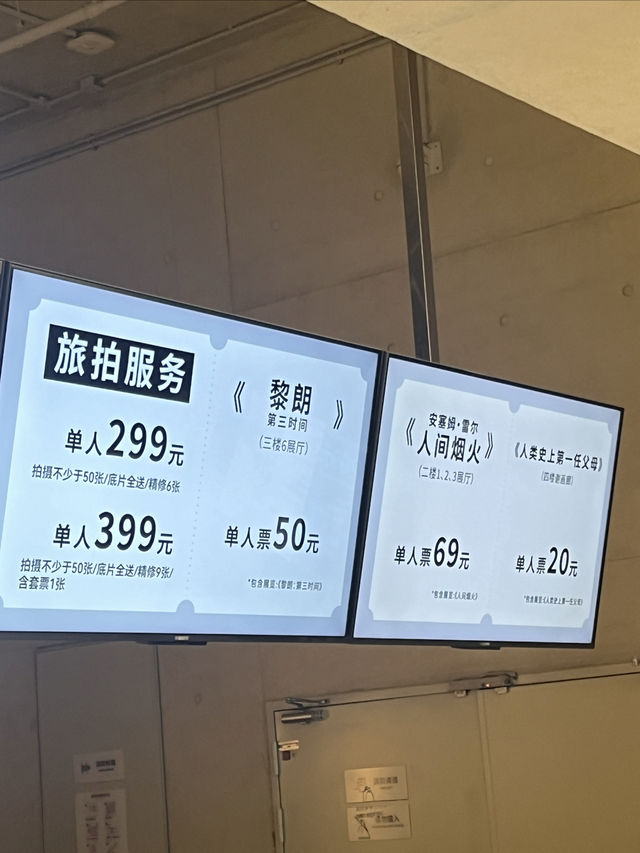 旅拍服务
单人299元
拍摄不少于50张/底片全送/精修6张
单人399元
拍摄不少于50张/底片全送/精修9张/
含套票1张
《黎朗
第三时间》
(三楼6展厅)
单人票50元
*包含展览:《黎朗:第三时间》
安塞姆·雷尔
《人间烟火》
(二楼1、2、3展厅)
单人票69元
*包含展览:《人间烟火》
《人类史上第一任父母》
单人票20元
*包含展览:《人类史上第一任父母》